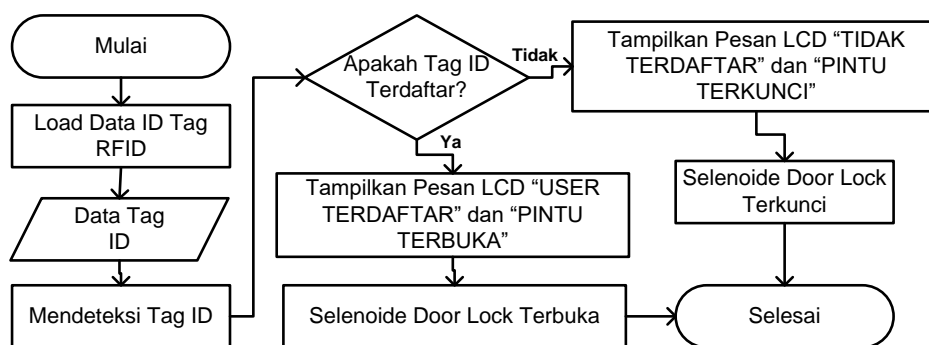 Mulai
Load Data ID Tag
RFID
Data Tag
ID
Mendeteksi Tag ID
Apakah Tag ID
Terdaftar?
Tidak
Ya
Tampilkan Pesan LCD “TIDAK
TERDAFTAR” dan “PINTU
TERKUNCI”
Selenoide Door Lock
Terkunci
Tampilkan Pesan LCD “USER
TERDAFTAR” dan “PINTU
TERBUKA”
Selenoide Door Lock Terbuka
Selesai